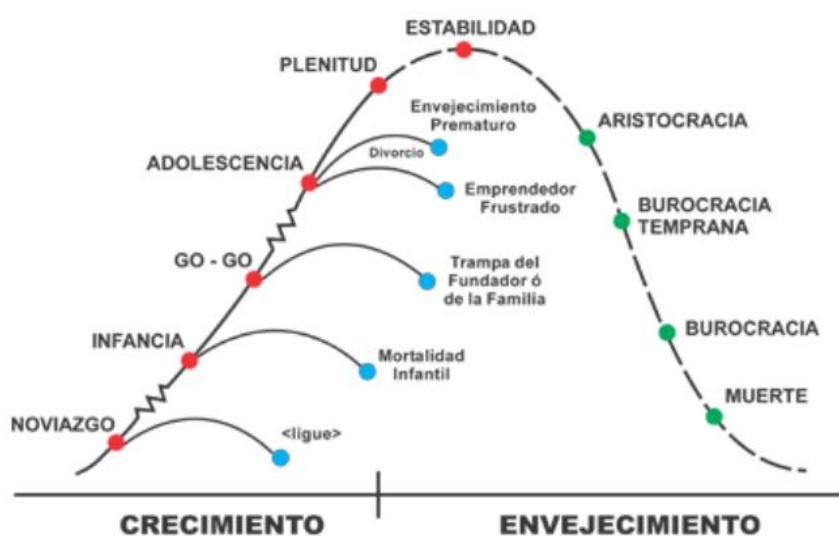 ESTABILIDAD
PLENITUD
Envejecimiento
Prematuro
ARISTOCRACIA
Divorcio
ADOLESCENCIA
Emprendedor
Frustrado
BUROCRACIA
TEMPRANA
GO - GO
Trampa del
Fundador ó
de la Familia
INFANCIA
BUROCRACIA
Mortalidad
Infantil
MUERTE
NOVIAZGO
<ligue>
CRECIMIENTO
ENVEJECIMIENTO